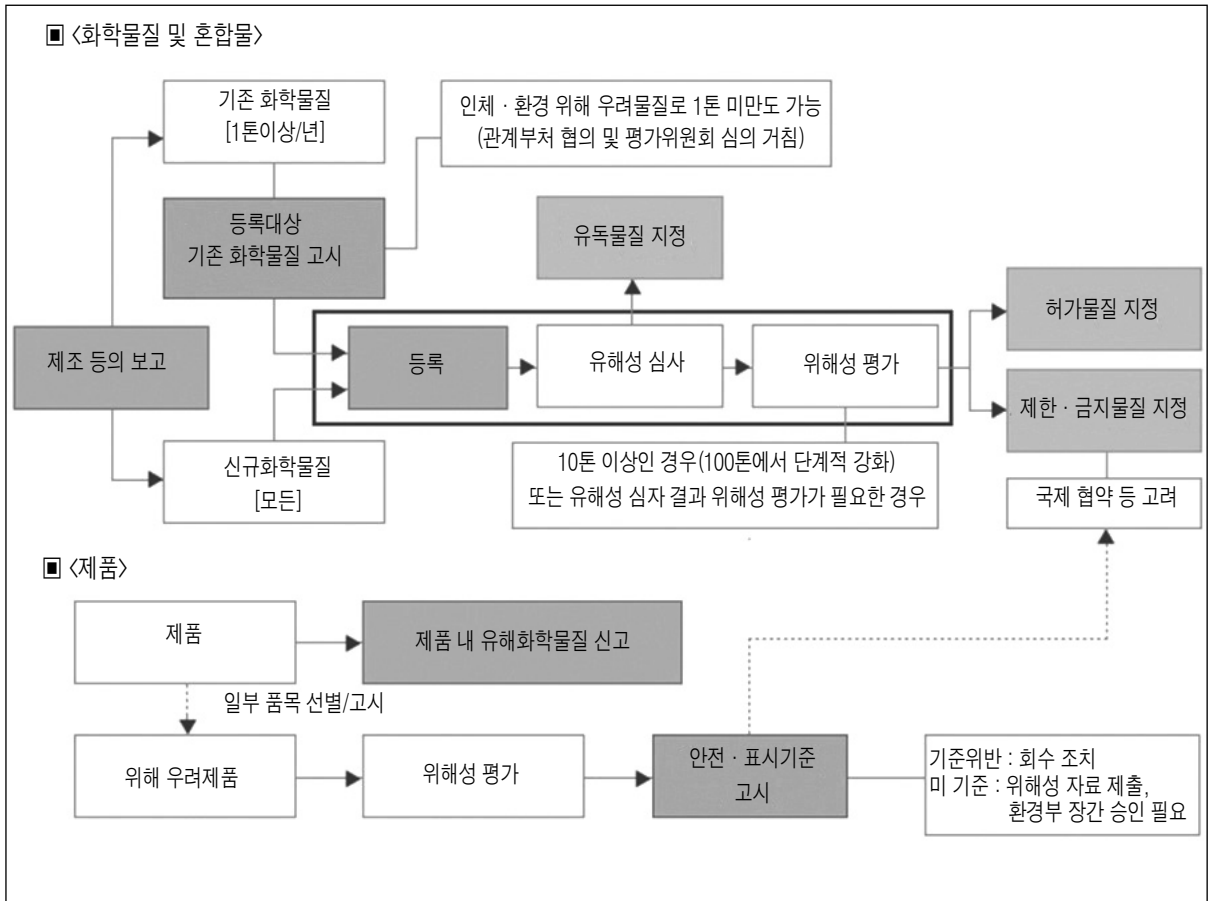 ▣ 〈화학물질 및 혼합물〉
기존 화학물질
[1톤이상/년]
인체 · 환경 위해 우려물질로 1톤 미만도 가능
(관계부처 협의 및 평가위원회 심의 거침)
등록대상
기존 화학물질 고시
유독물질 지정
허가물질 지정
제조 등의 보고
등록
유해성 심사
위해성 평가
제한 · 금지물질 지정
신규화학물질
[모든]
10톤 이상인 경우(100톤에서 단계적 강화)
또는 유해성 심자 결과 위해성 평가가 필요한 경우
국제 협약 등 고려
▣ 〈제품〉
제품
제품 내 유해화학물질 신고
일부 품목 선별/고시
위해 우려제품
위해성 평가
안전 · 표시기준
고시
기준위반 : 회수 조치
미 기준 : 위해성 자료 제출,
환경부 장간 승인 필요